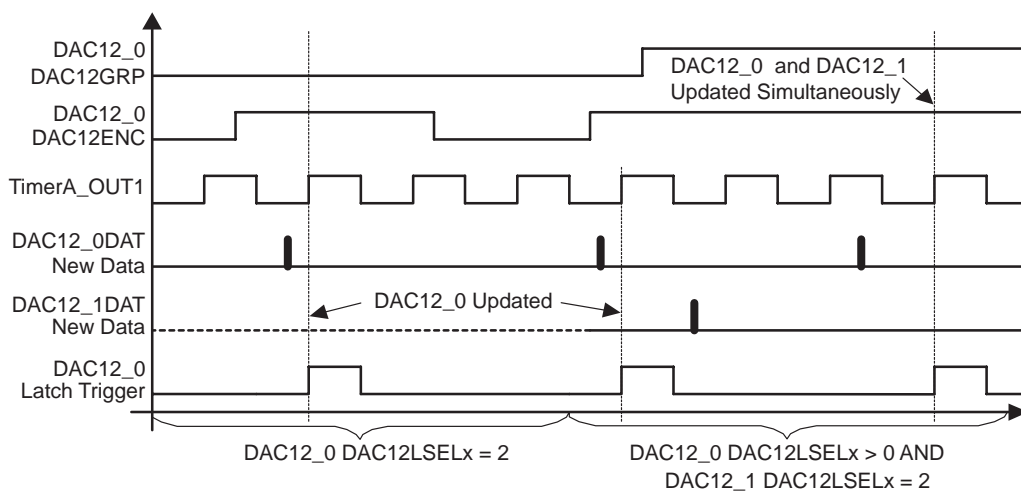 DAC12_0
DAC12GRP
DAC12_0 and DAC12_1
Updated Simultaneously
DAC12_0
DAC12ENC
TimerA_OUT1
DAC12_0DAT
New Data
DAC12_1DAT
New Data
DAC12_0 Updated
DAC12_0
Latch Trigger
DAC12_0 DAC12LSELx = 2
DAC12_0 DAC12LSELx > 0 AND
DAC12_1 DAC12LSELx = 2